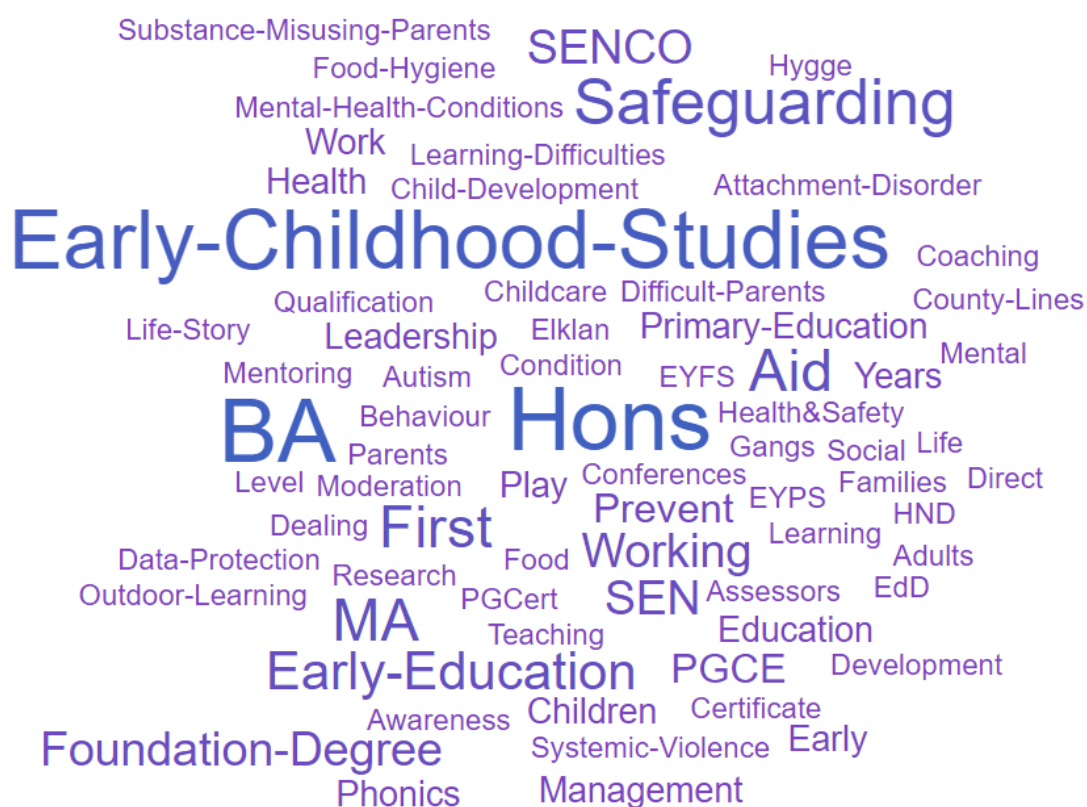 Substance-Misusing-Parents SENCO
Food-Hygiene Hygge
Mental-Health-Conditions Safeguarding
Work Learning-Difficulties
Health Child-Development Attachment-Disorder
Early-Childhood-Studies Coaching
Qualification Childcare Difficult-Parents County-Lines
Life-Story Leadership Elklan Primary-Education
Mentoring Autism Condition EYFS Aid Years Mental
BA Behaviour Hons Health&Safety
Parents Gangs Social Life
Level Moderation Play Conferences EYPS Families Direct
Dealing First Prevent Learning HND
Data-Protection Research Food Working Adults
Outdoor-Learning MA PGCert SEN Assessors EdD
Teaching Education
Early-Education PGCE Development
Awareness Children Certificate
Foundation-Degree Systemic-Violence Early
Phonics Management